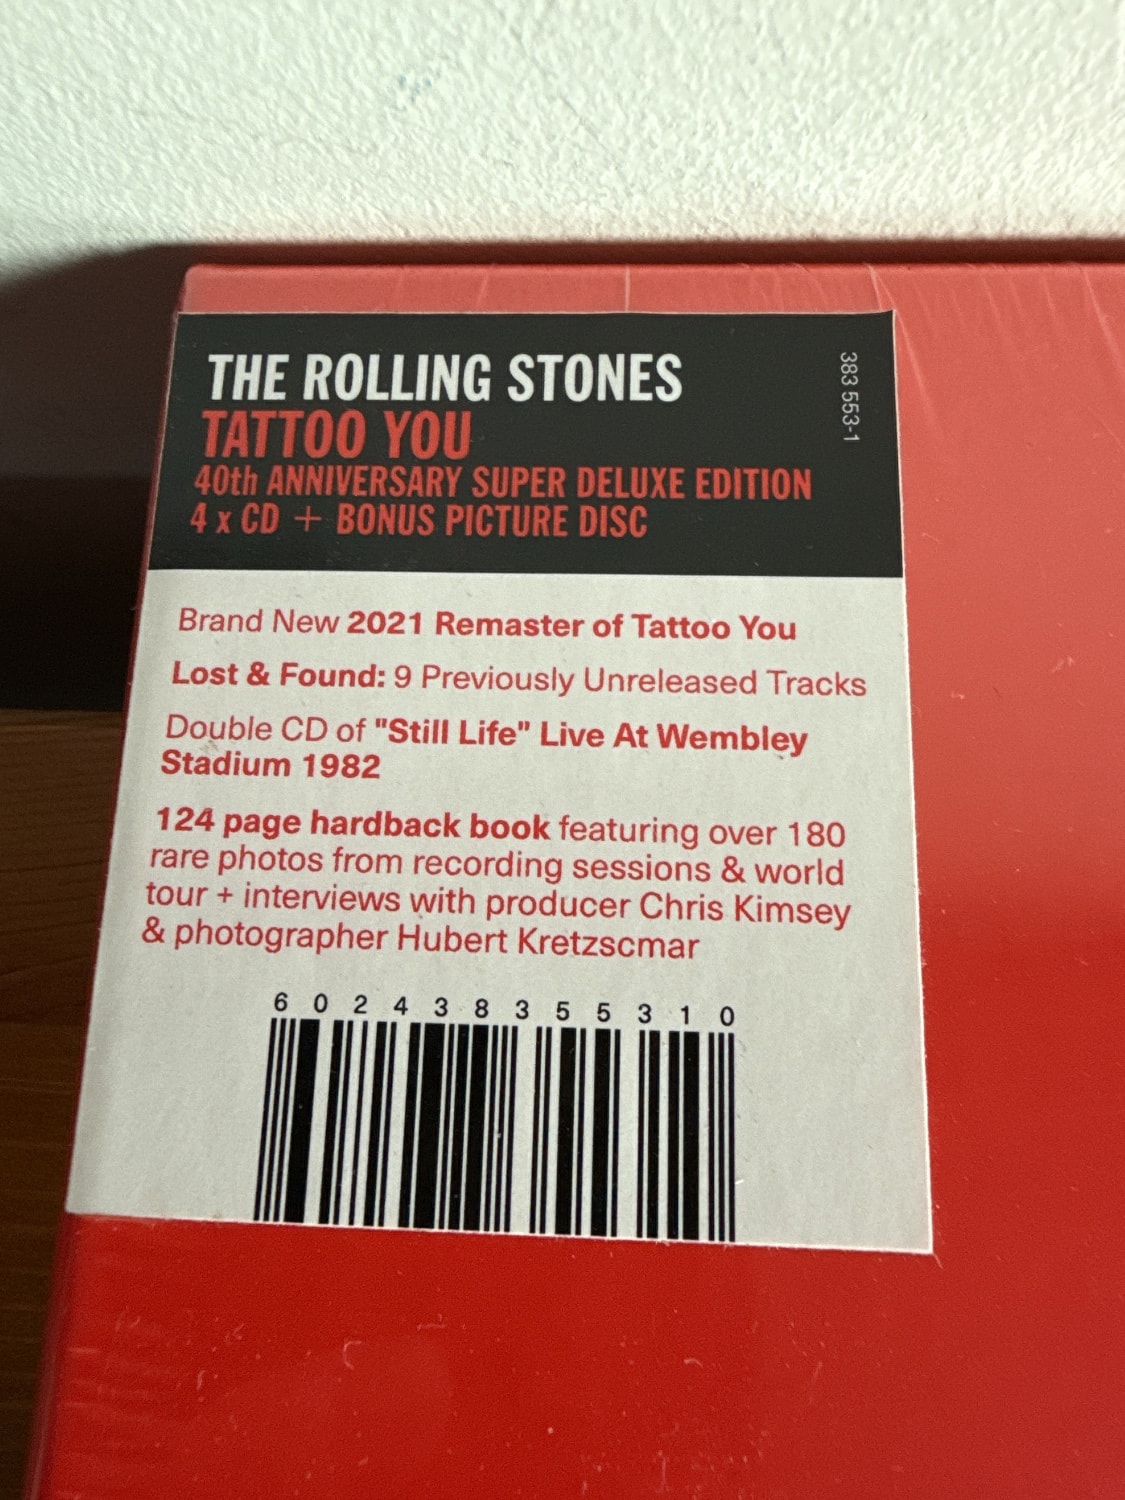 THE ROLLING STONES
TATTOO YOU
40th ANNIVERSARY SUPER DELUXE EDITION
4 x CD + BONUS PICTURE DISC
383 553-1
Brand New 2021 Remaster of Tattoo You
Lost & Found: 9 Previously Unreleased Tracks
Double CD of "Still Life" Live At Wembley
Stadium 1982
124 page hardback book featuring over 180
rare photos from recording sessions & world
tour + interviews with producer Chris Kimsey
& photographer Hubert Kretzscmar
6 0 2 4 3 8 3 5 5 3 1 0